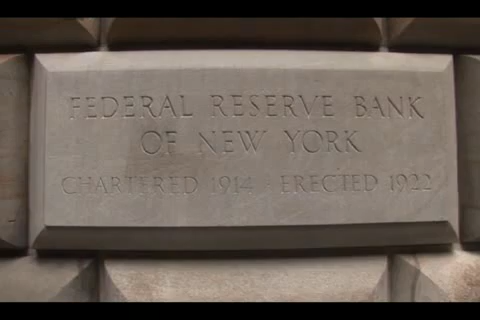 FEDERAL RESERVE BANK
OF NEW YORK
CHARTERED 1914 · ERECTED 1922